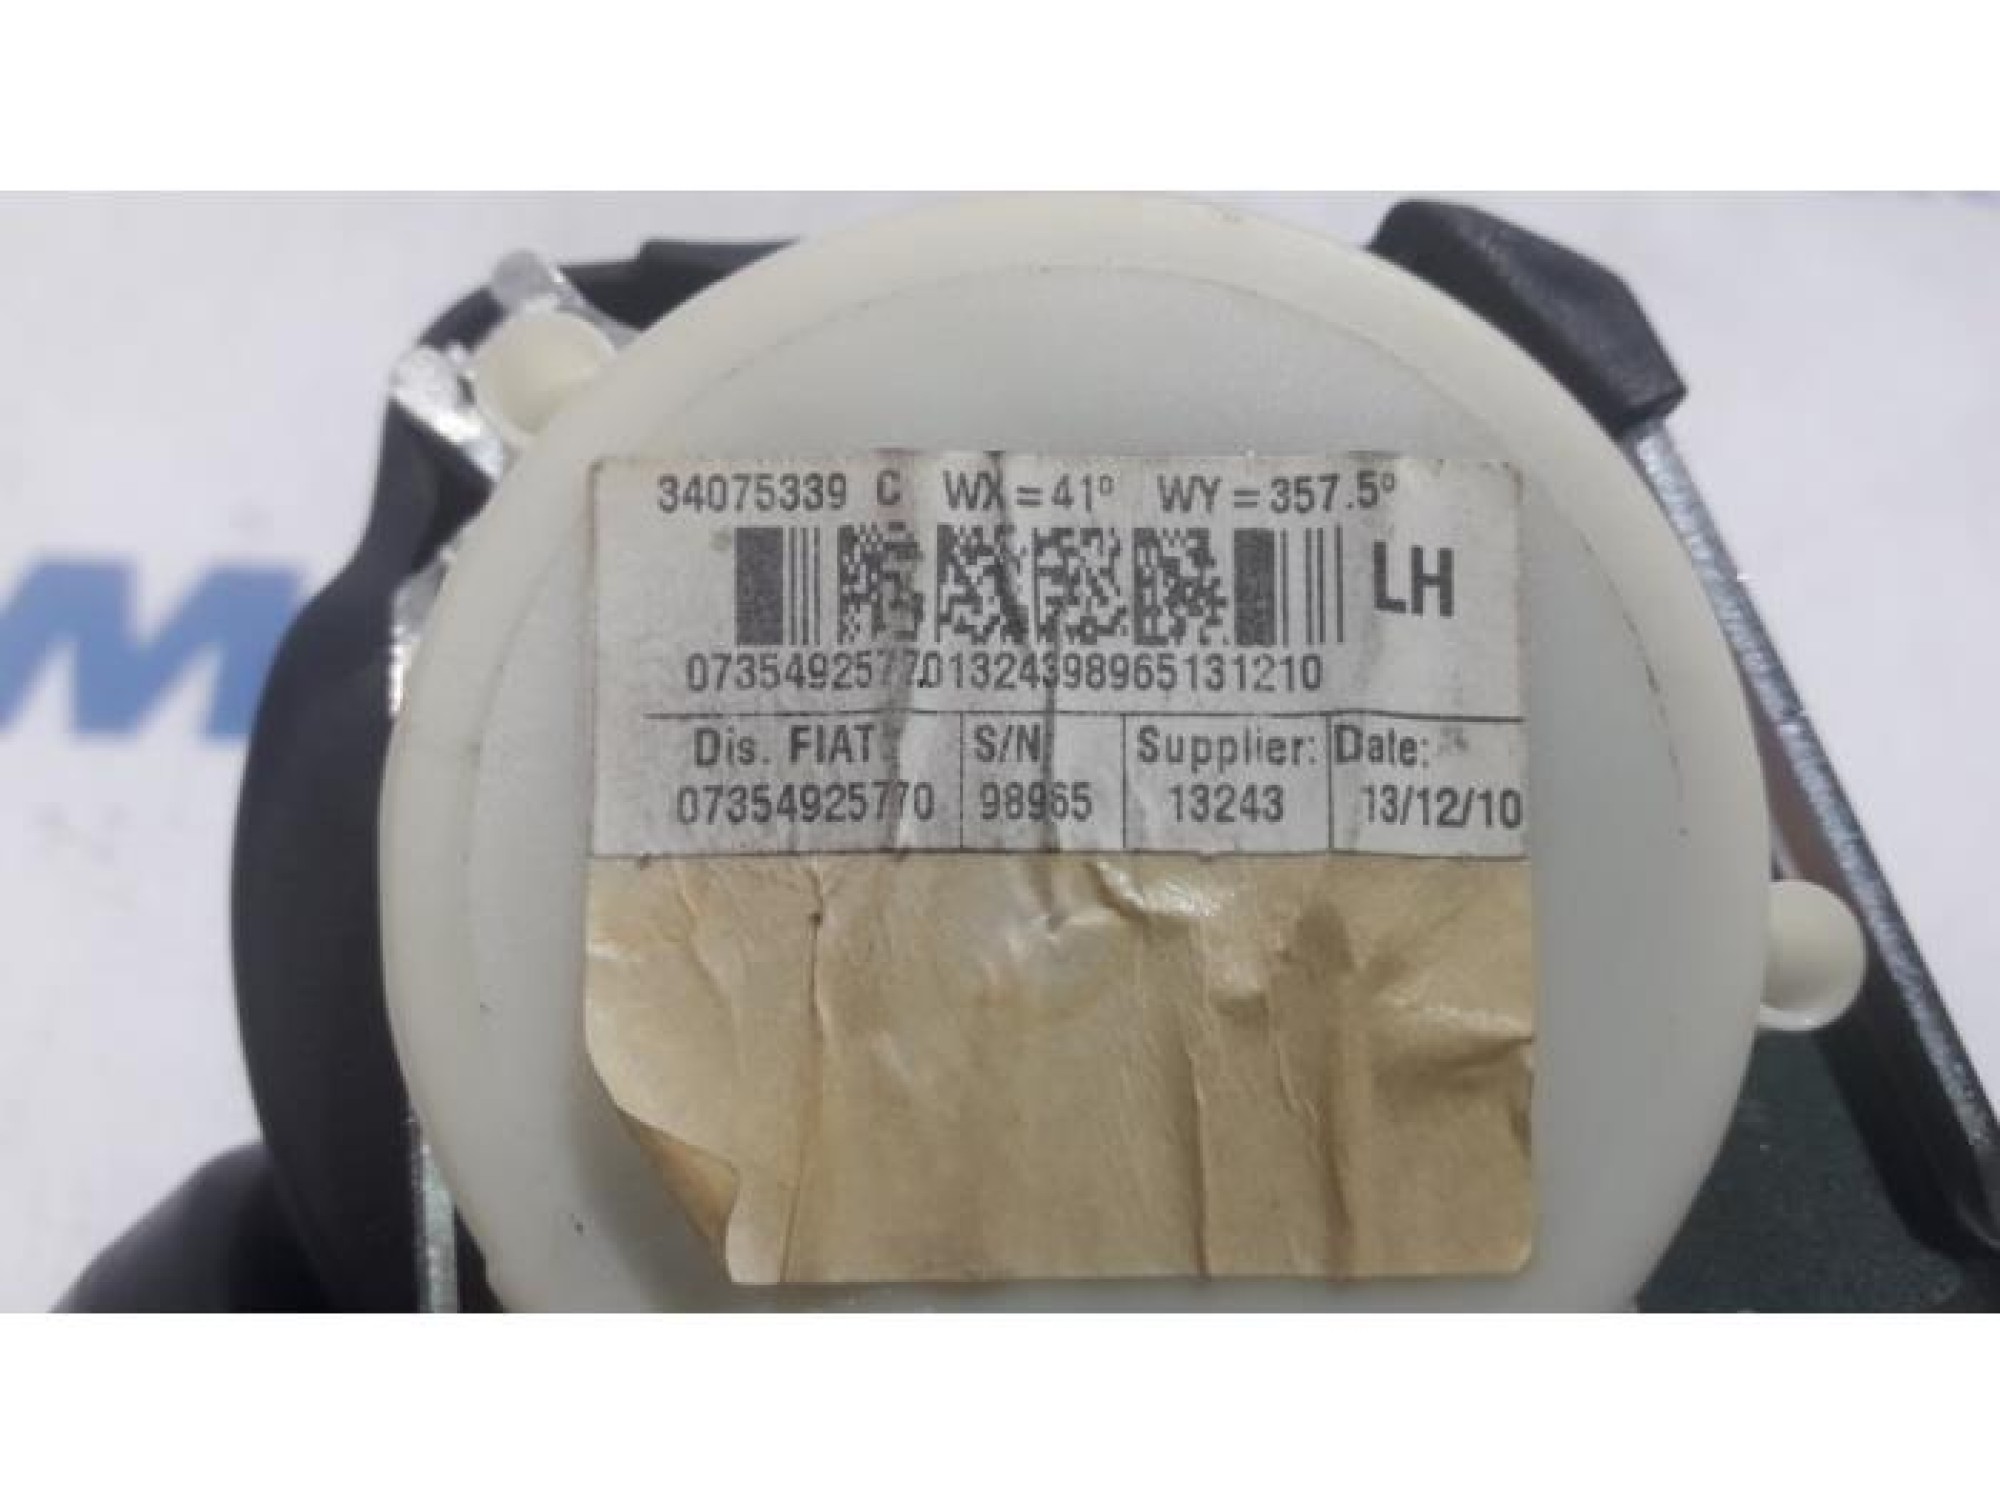 34075339 C WX = 41° WY = 357.5°
LH
07354925770132439896513121​0
Dis. FIAT S/N Supplier: Date:
07354925770 98965 13243 13/12/10